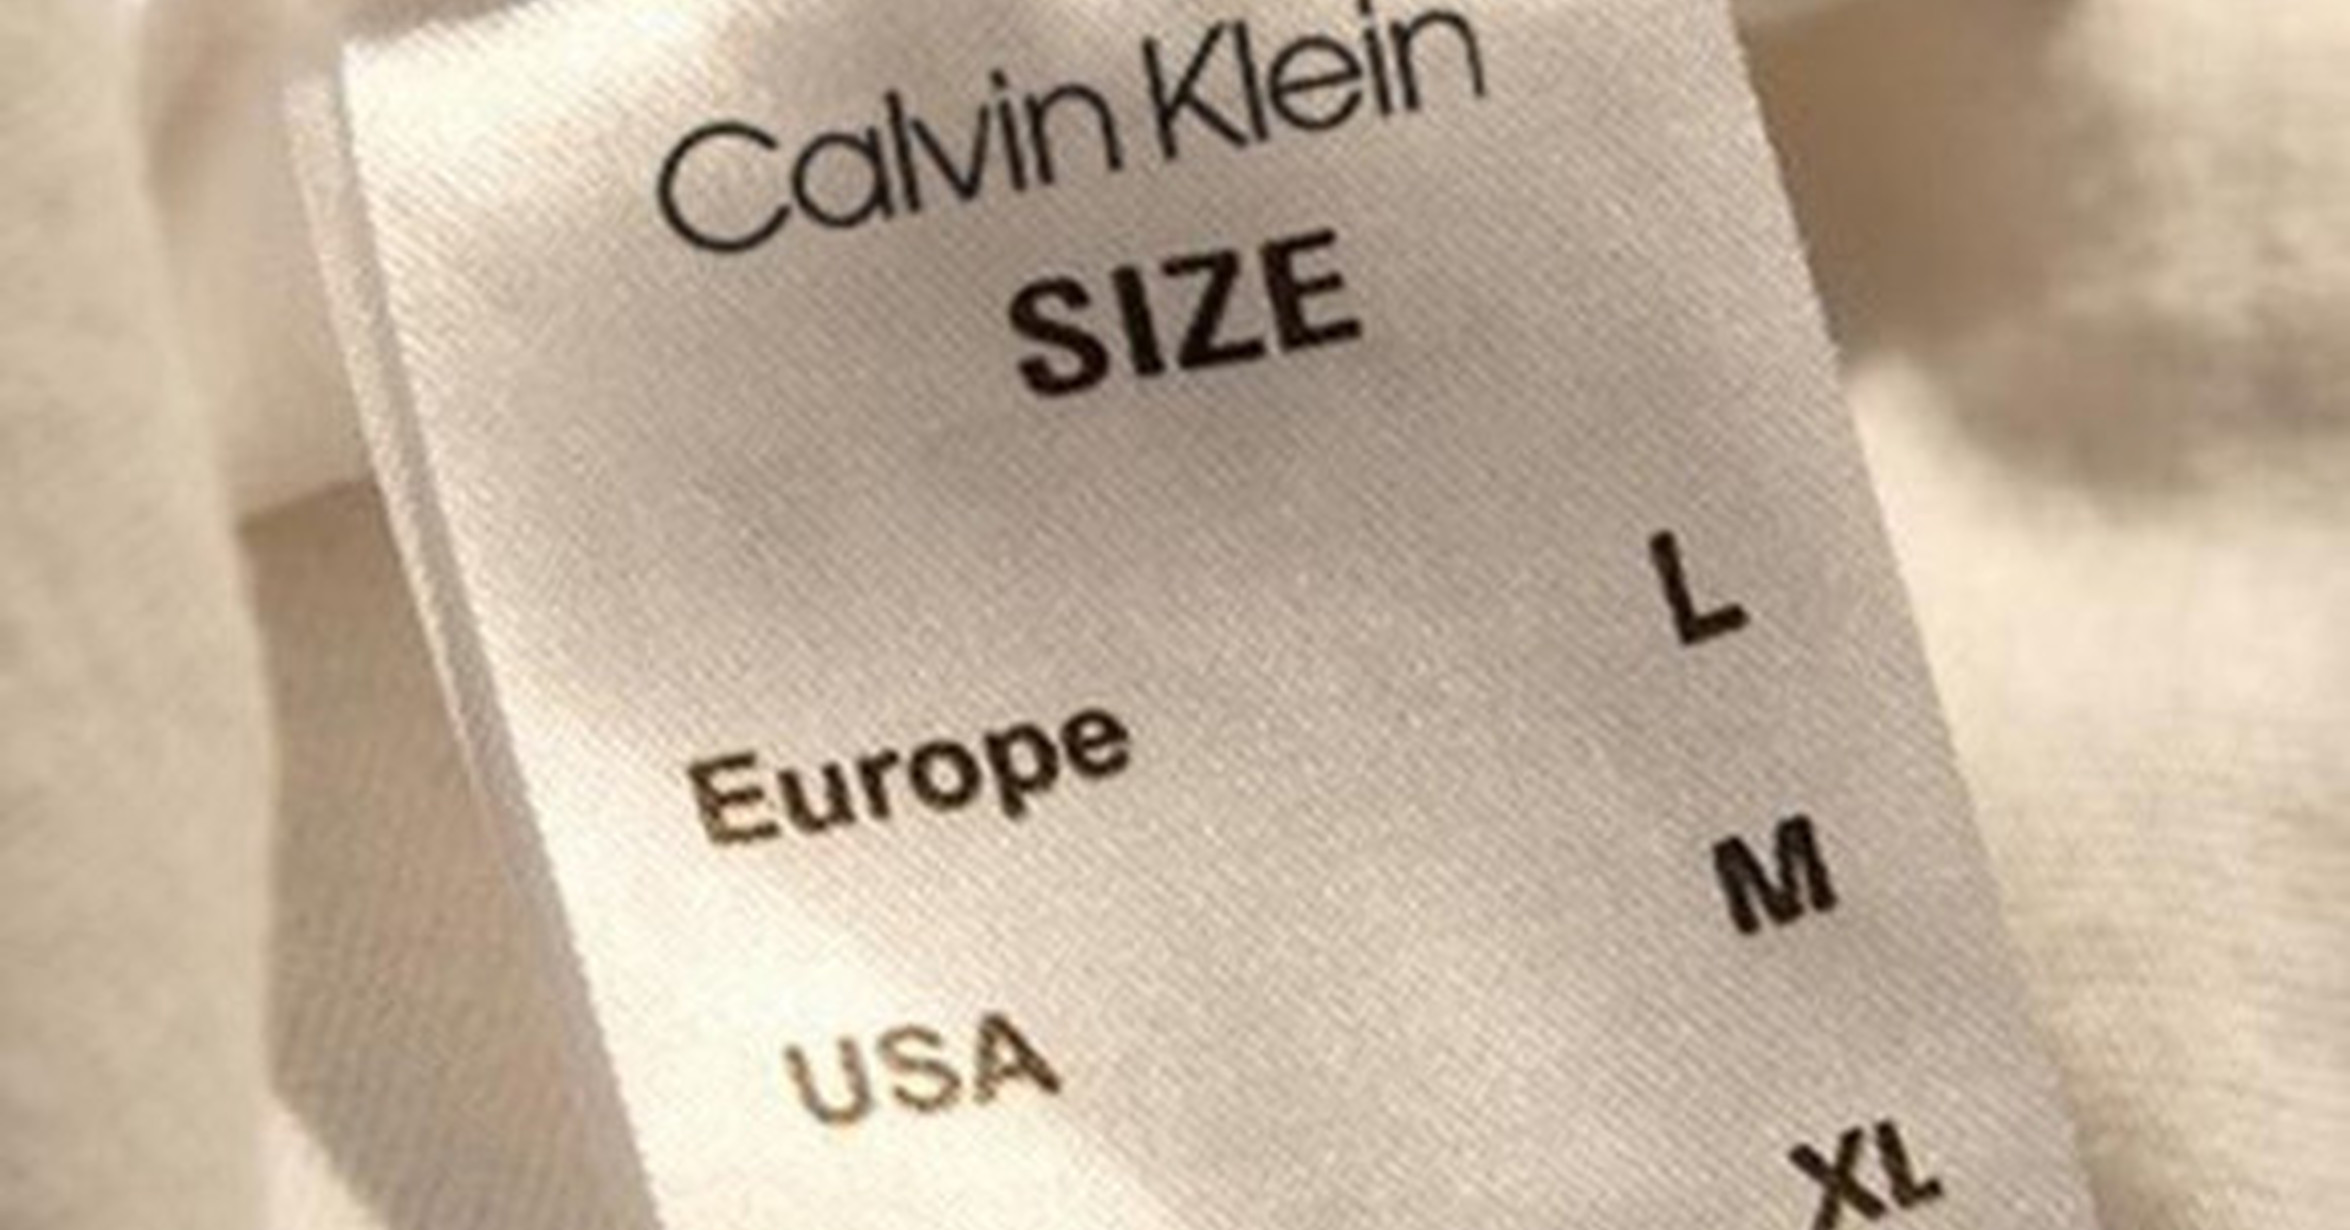 Calvin Klein
SIZE
Europe L
USA M
XL